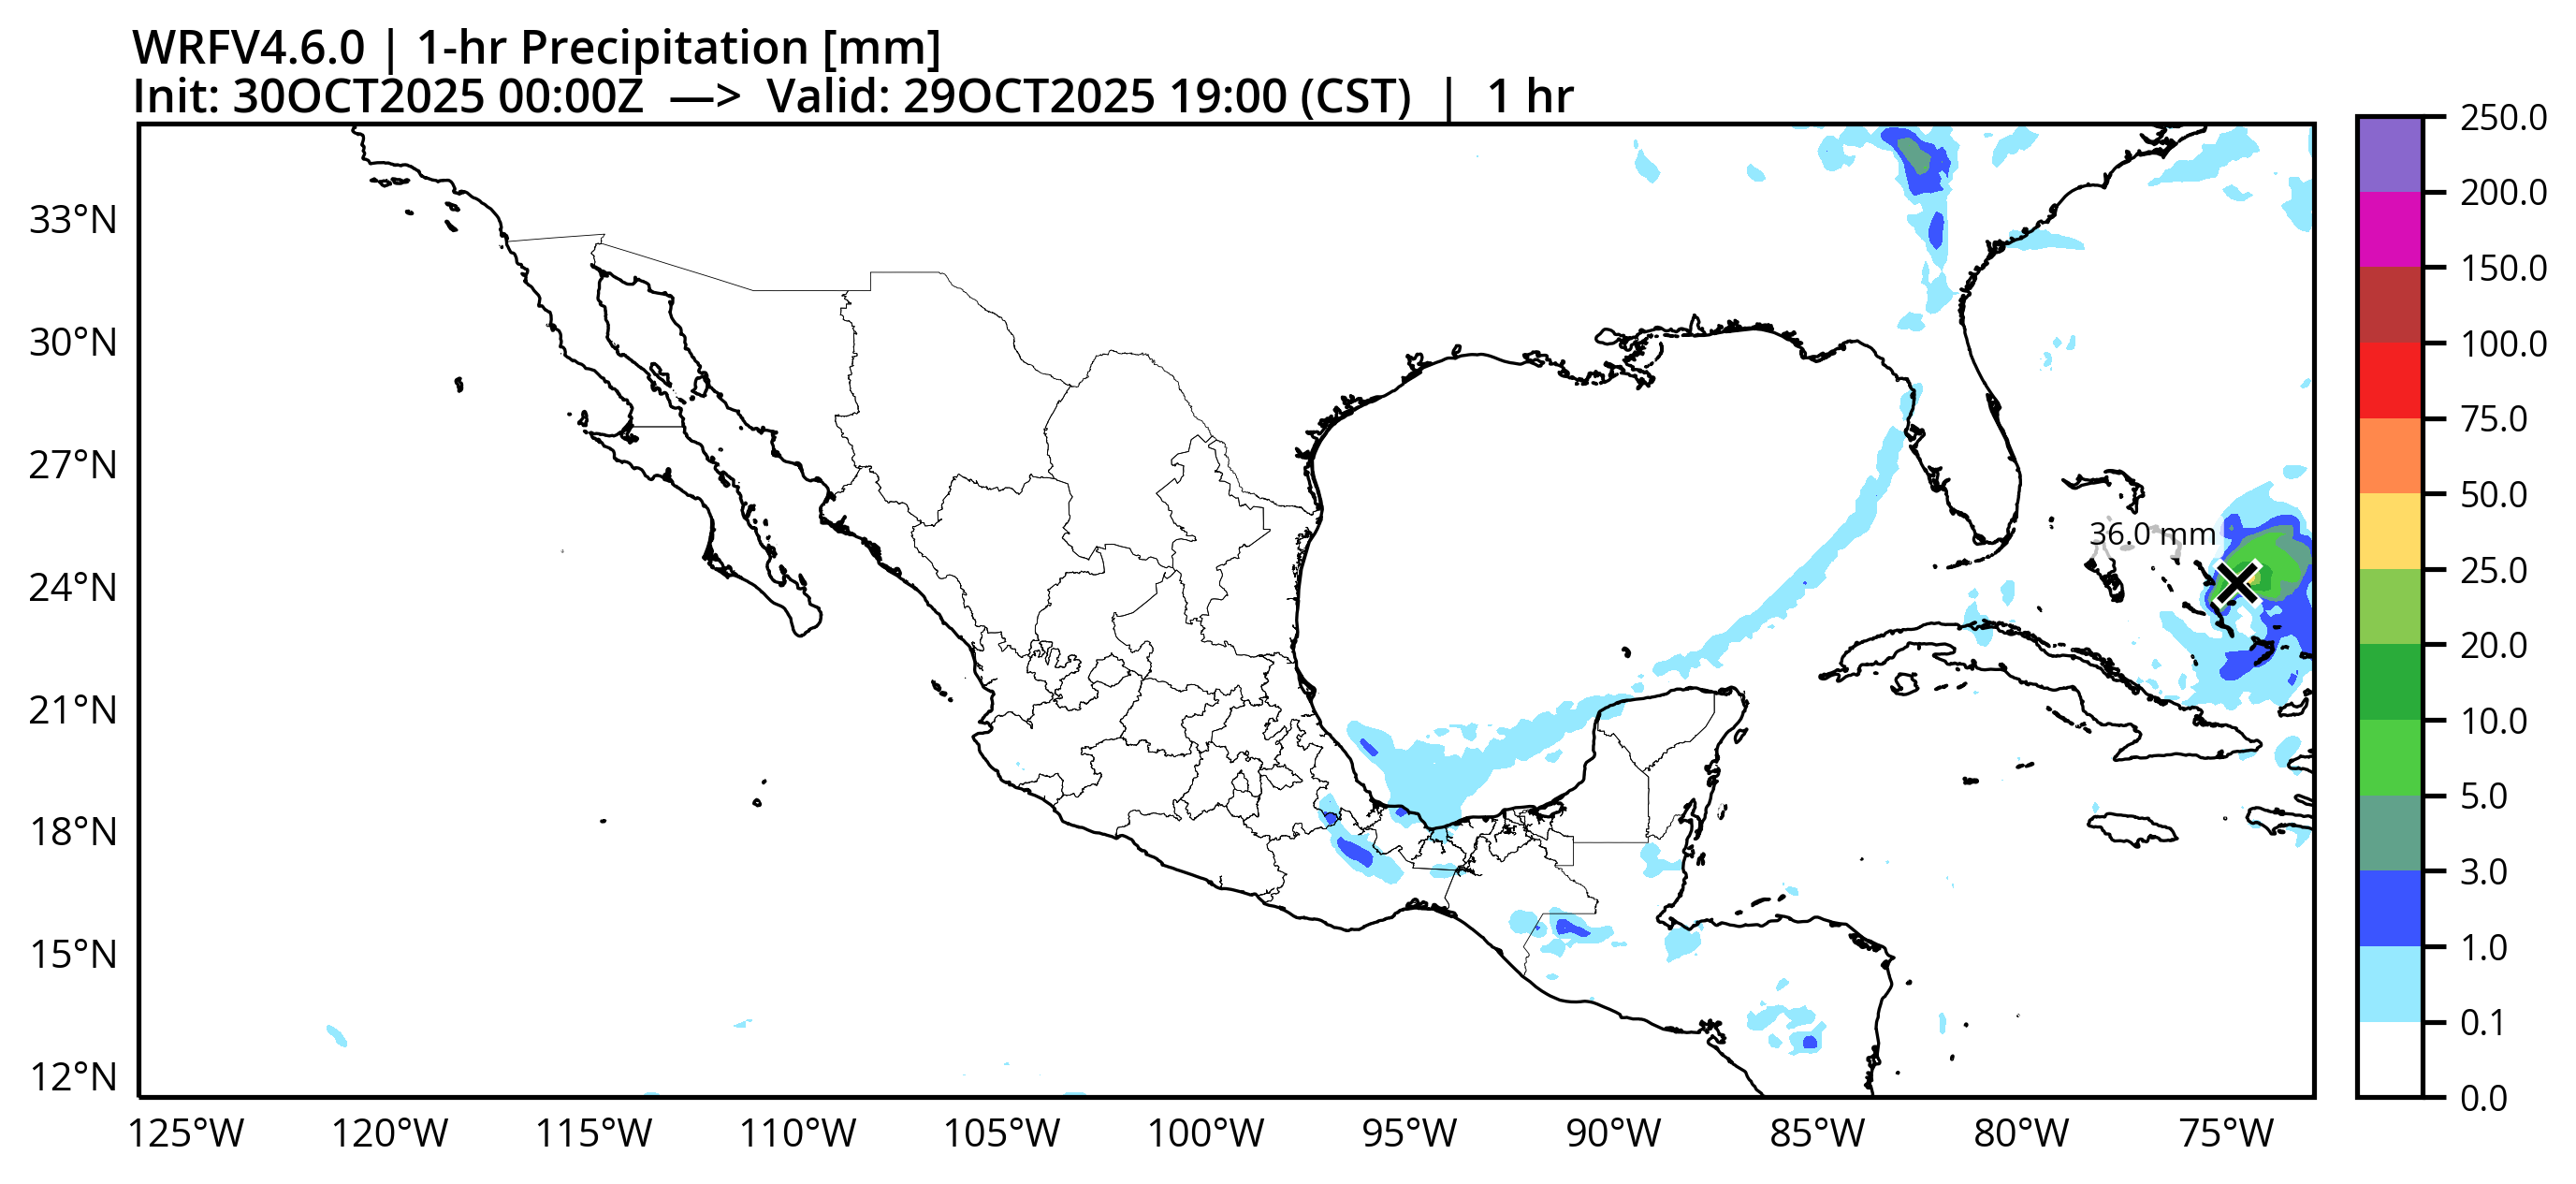 WRFV4.6.0 | 1-hr Precipitation [mm]
Init: 30OCT2025 00:00Z —> Valid: 29OCT2025 19:00 (CST) | 1 hr
33°N
30°N
27°N
24°N
21°N
18°N
15°N
12°N
125°W 120°W 115°W 110°W 105°W 100°W 95°W 90°W 85°W 80°W 75°W
36.0 mm
250.0
200.0
150.0
100.0
75.0
50.0
25.0
20.0
10.0
5.0
3.0
1.0
0.1
0.0